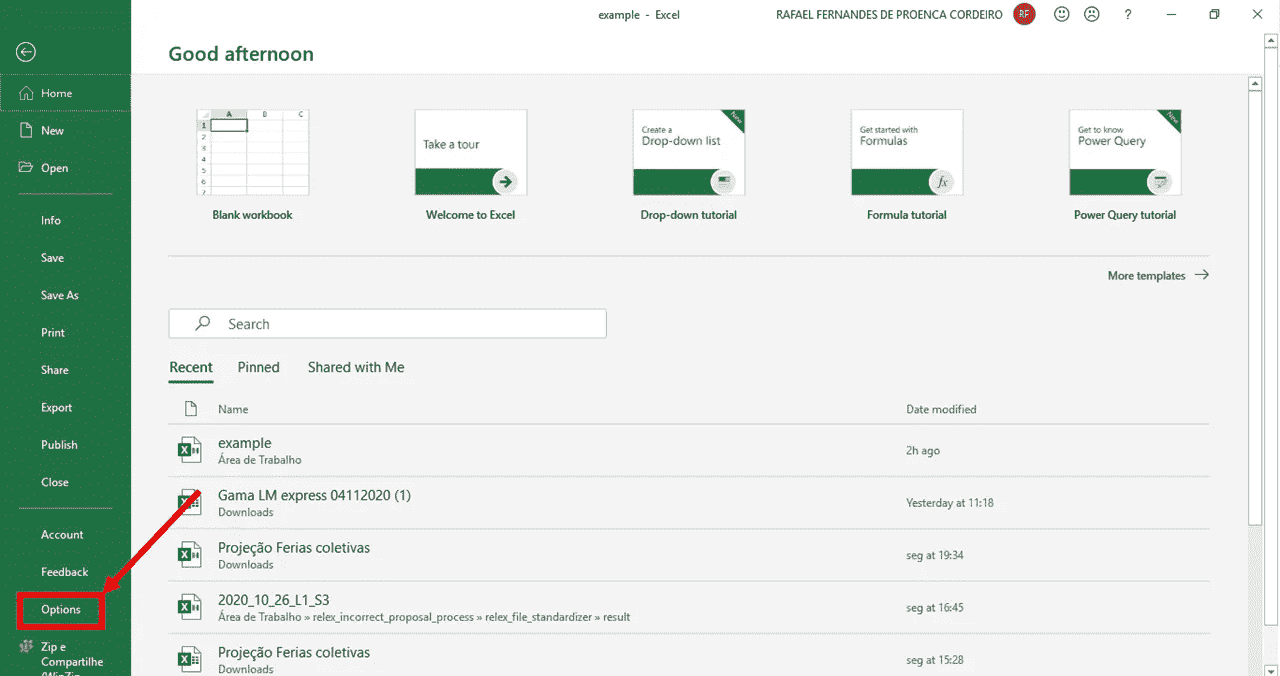 example - Excel
RAFAEL FERNANDES DE PROENCA CORDEIRO
RF
?
Good afternoon
Home
New
Open
Info
Save
Save As
Print
Share
Export
Publish
Close
Account
Feedback
Options
Zip e
Compartilhe
(WinZip
A B C
1
2
3
4
5
6
7
Blank workbook
Take a tour
Welcome to Excel
Create a
Drop-down list
New
Drop-down tutorial
Get started with
Formulas
fx
Formula tutorial
Get to know
Power Query
New
Power Query tutorial
More templates
Search
Recent Pinned Shared with Me
Name Date modified
example
Área de Trabalho
2h ago
Gama LM express 04112020 (1)
Downloads
Yesterday at 11:18
Projeção Ferias coletivas
Downloads
seg at 19:34
2020_10_26_L1_S3
Área de Trabalho » relex_incorrect_proposal_process » relex_file_standardizer » result
seg at 16:45
Projeção Ferias coletivas
Downloads
seg at 15:28